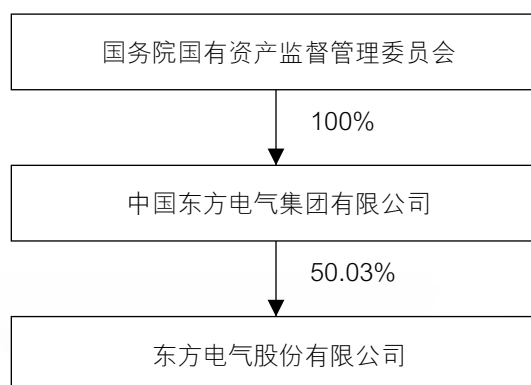 国务院国有资产监督管理委员会
100%
中国东方电气集团有限公司
50.03%
东方电气股份有限公司